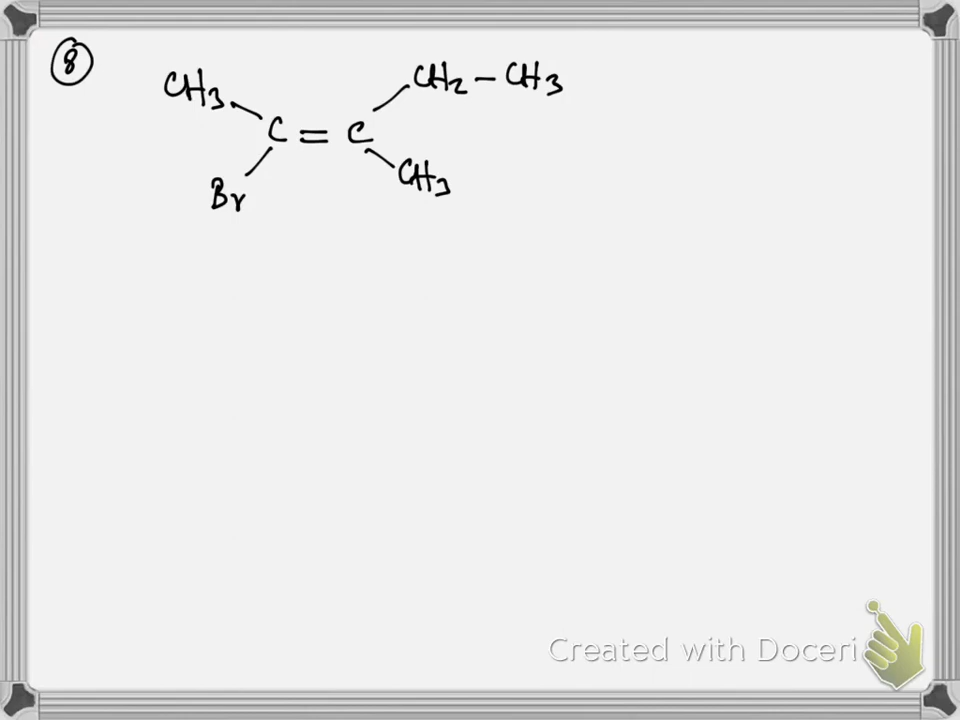 8
CH3 CH2 - CH3
C = C
Br CH3
Created with Doceri